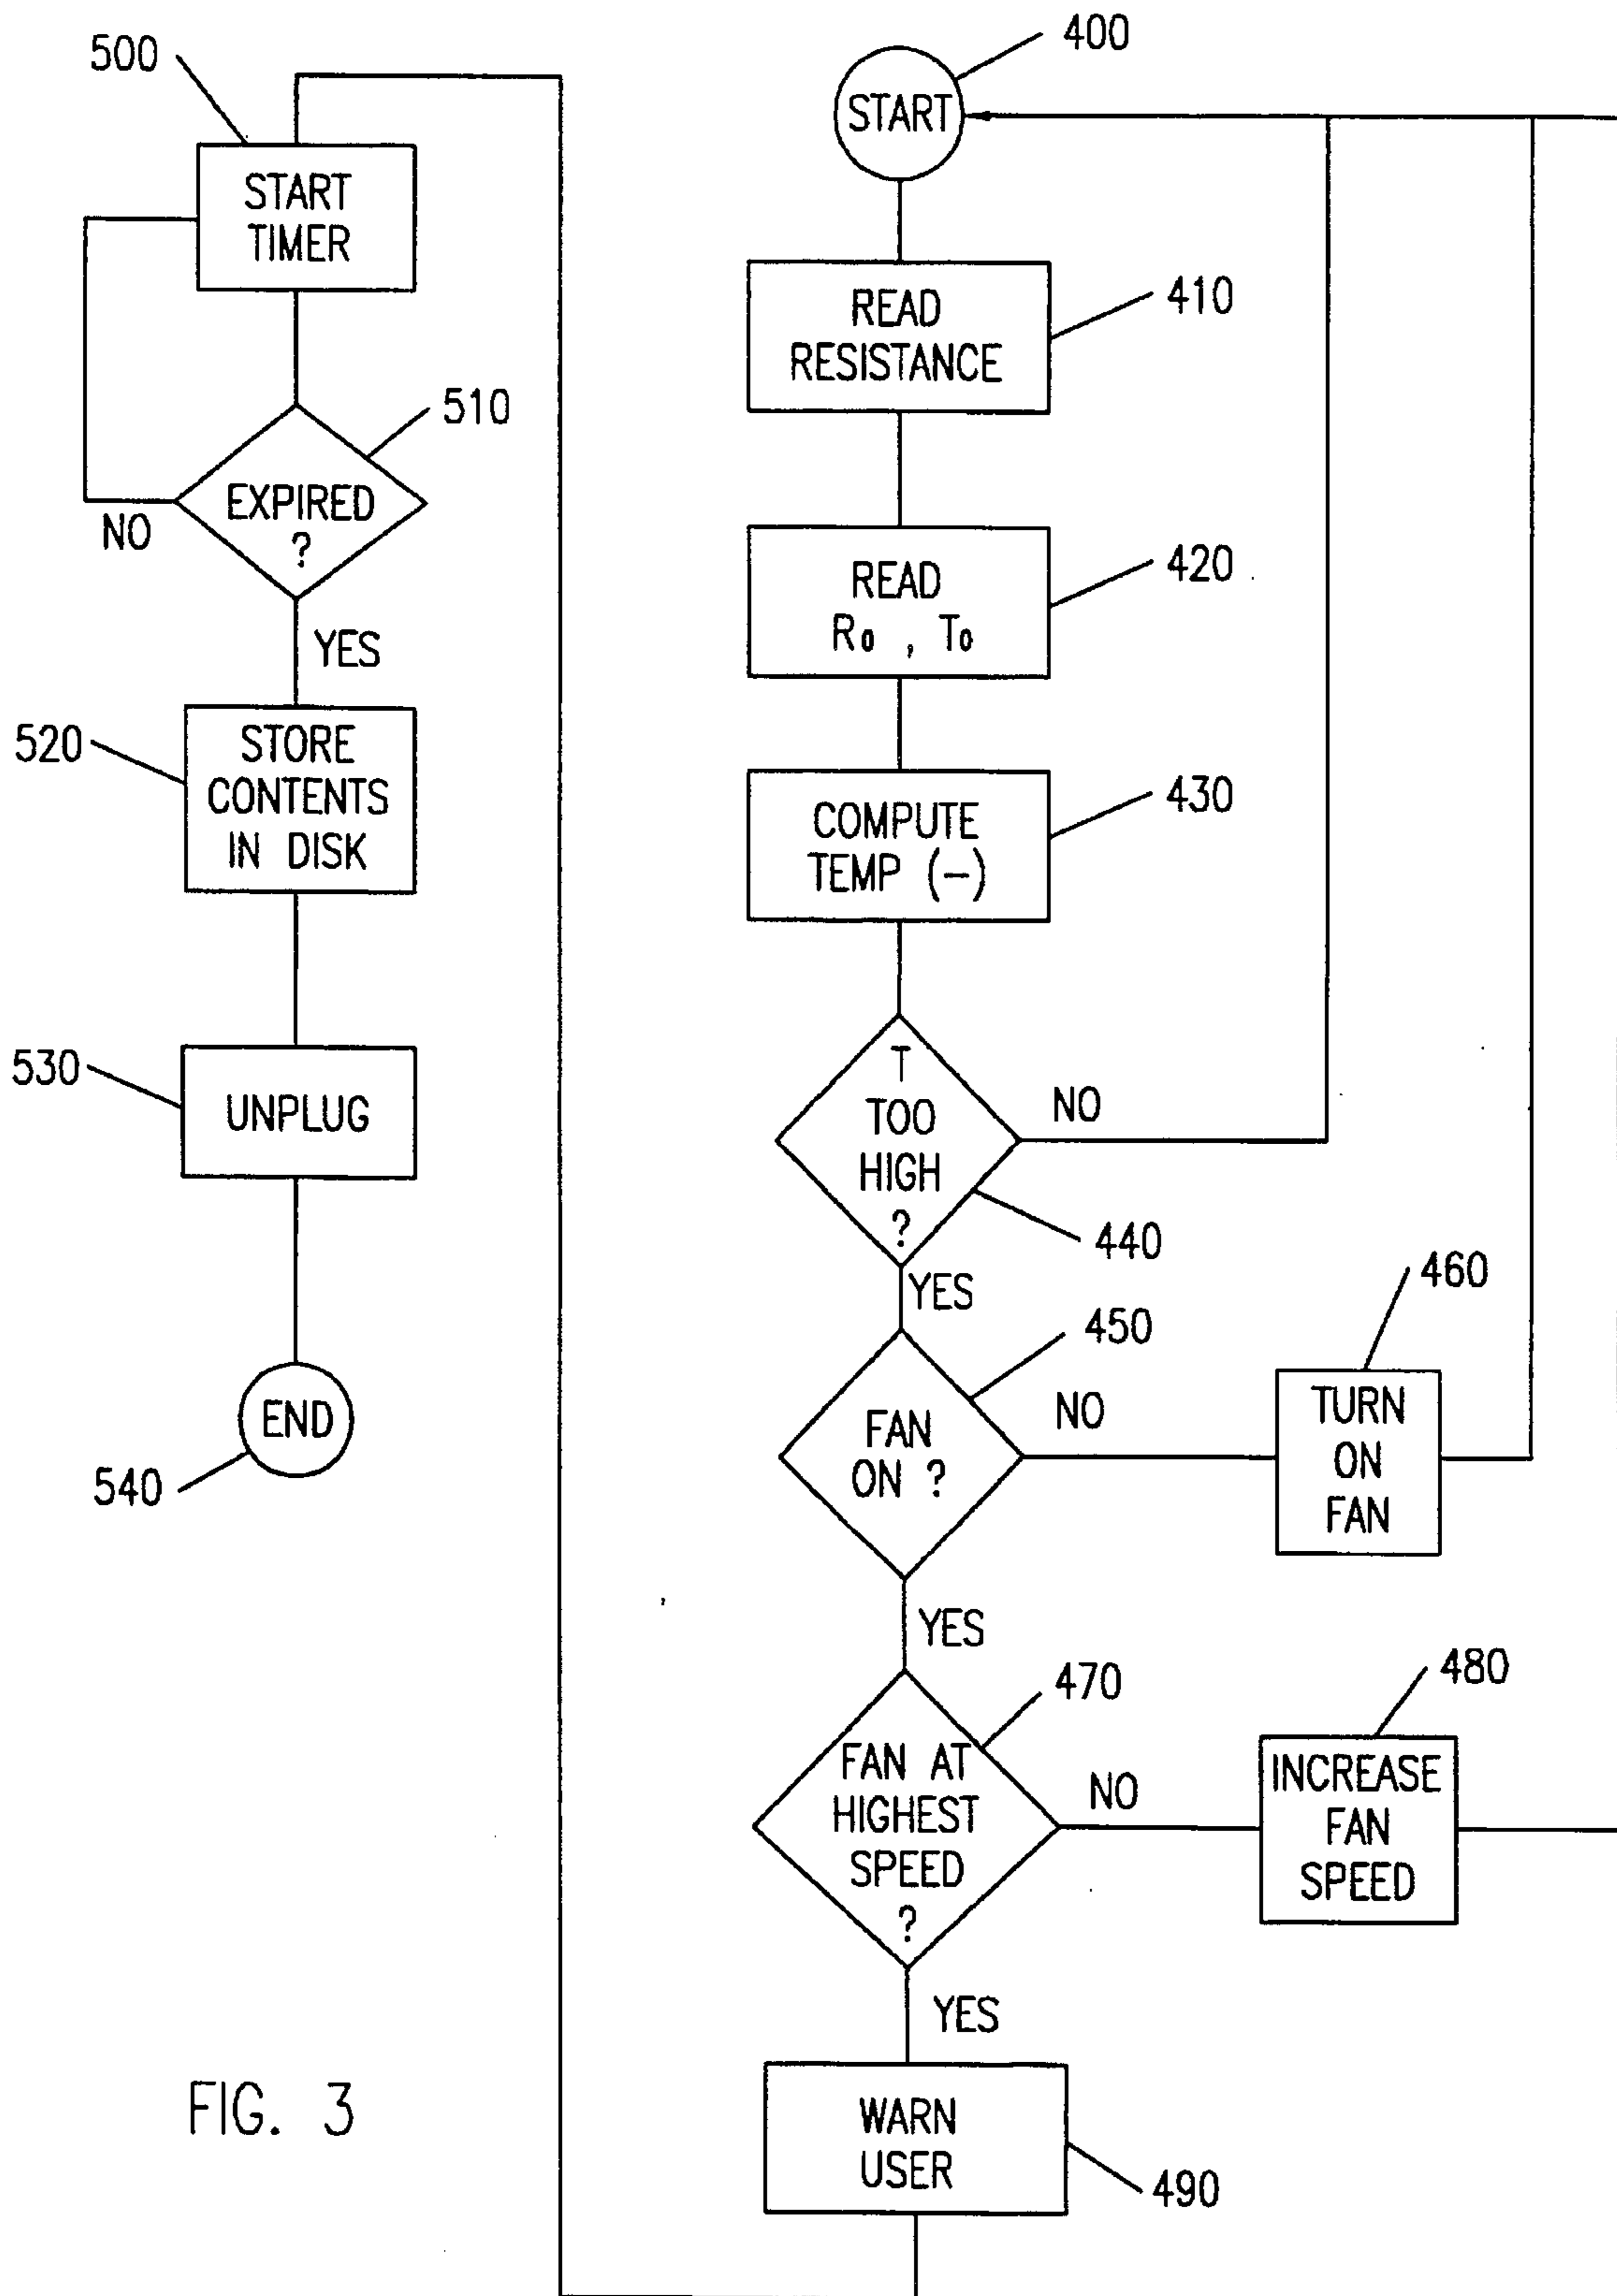 400
START
READ
RESISTANCE
410
READ
R0 , T0
420
COMPUTE
TEMP (—)
430
T
TOO
HIGH
?
NO
440
YES
450
FAN
ON ?
NO
460
TURN
ON
FAN
YES
470
FAN AT
HIGHEST
SPEED
?
NO
480
INCREASE
FAN
SPEED
YES
WARN
USER
490
500
START
TIMER
510
EXPIRED
?
NO
YES
520
STORE
CONTENTS
IN DISK
530
UNPLUG
END
540
FIG. 3